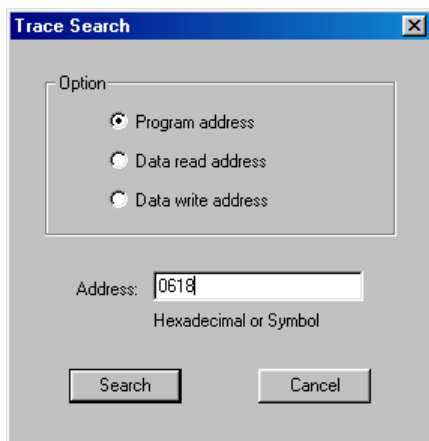 Trace Search
Option
Program address
Data read address
Data write address
Address: 0618
Hexadecimal or Symbol
Search Cancel